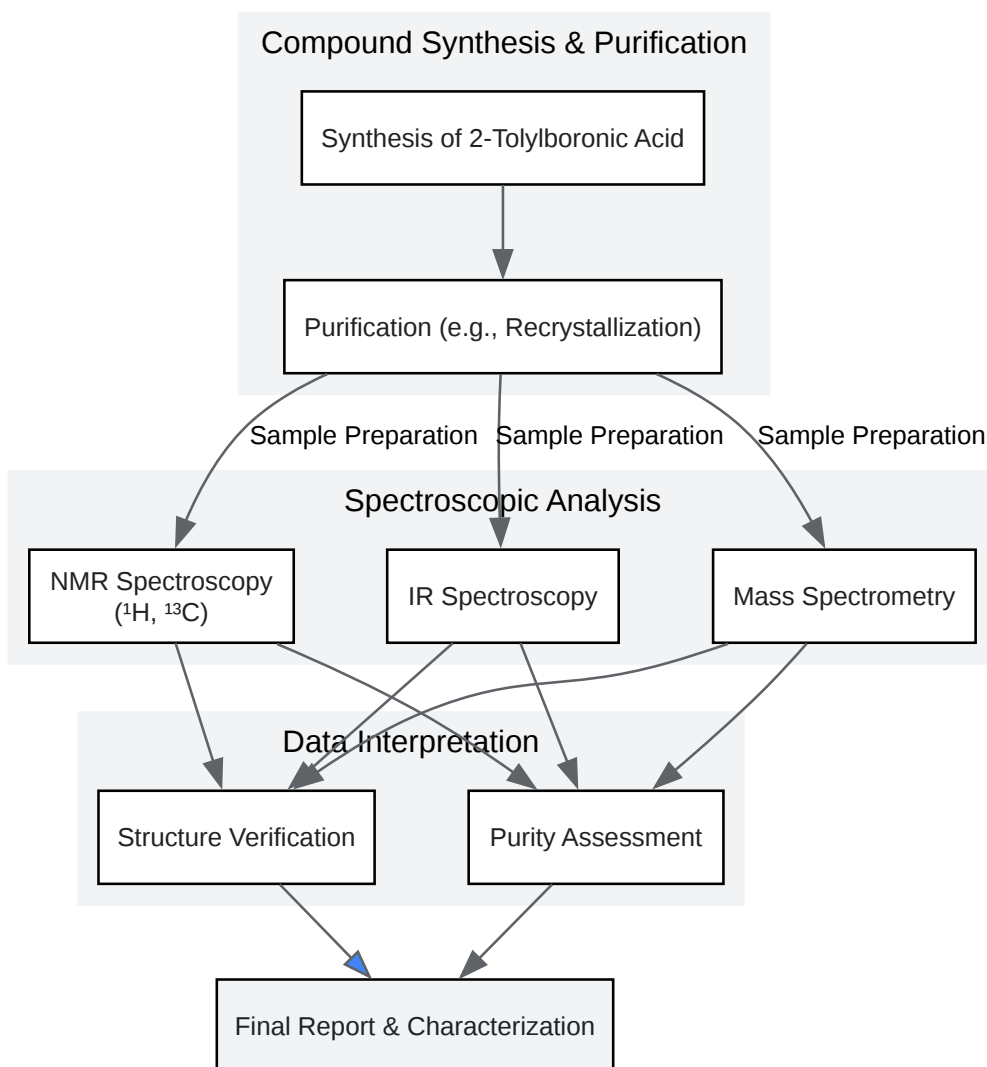 Compound Synthesis & Purification
Synthesis of 2-Tolylboronic Acid
Purification (e.g., Recrystallization)
Sample Preparation
Sample Preparation
Sample Preparation
Spectroscopic Analysis
NMR Spectroscopy
(¹H, ¹³C)
IR Spectroscopy
Mass Spectrometry
Data Interpretation
Structure Verification
Purity Assessment
Final Report & Characterization